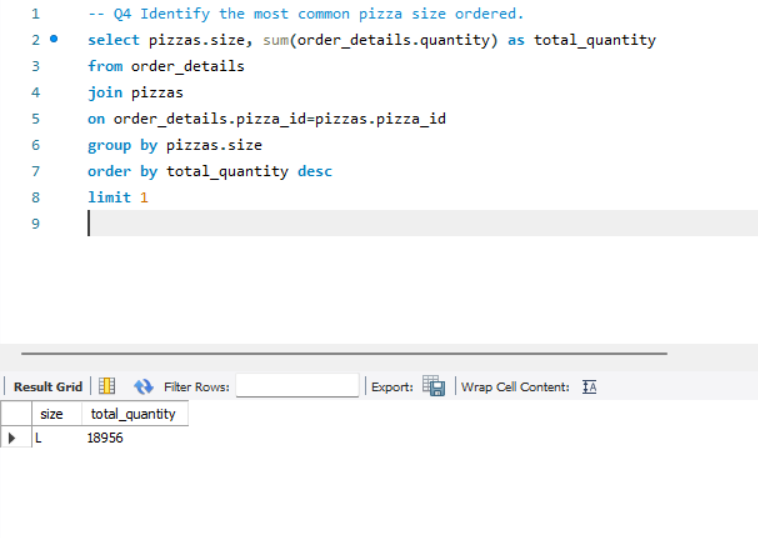 1 -- Q4 Identify the most common pizza size ordered.
2 select pizzas.size, sum(order_details.quantity) as total_quantity
3 from order_details
4 join pizzas
5 on order_details.pizza_id=pizzas.pizza_id
6 group by pizzas.size
7 order by total_quantity desc
8 limit 1
9
Result Grid Filter Rows: Export: Wrap Cell Content: IA
size total_quantity
L 18956